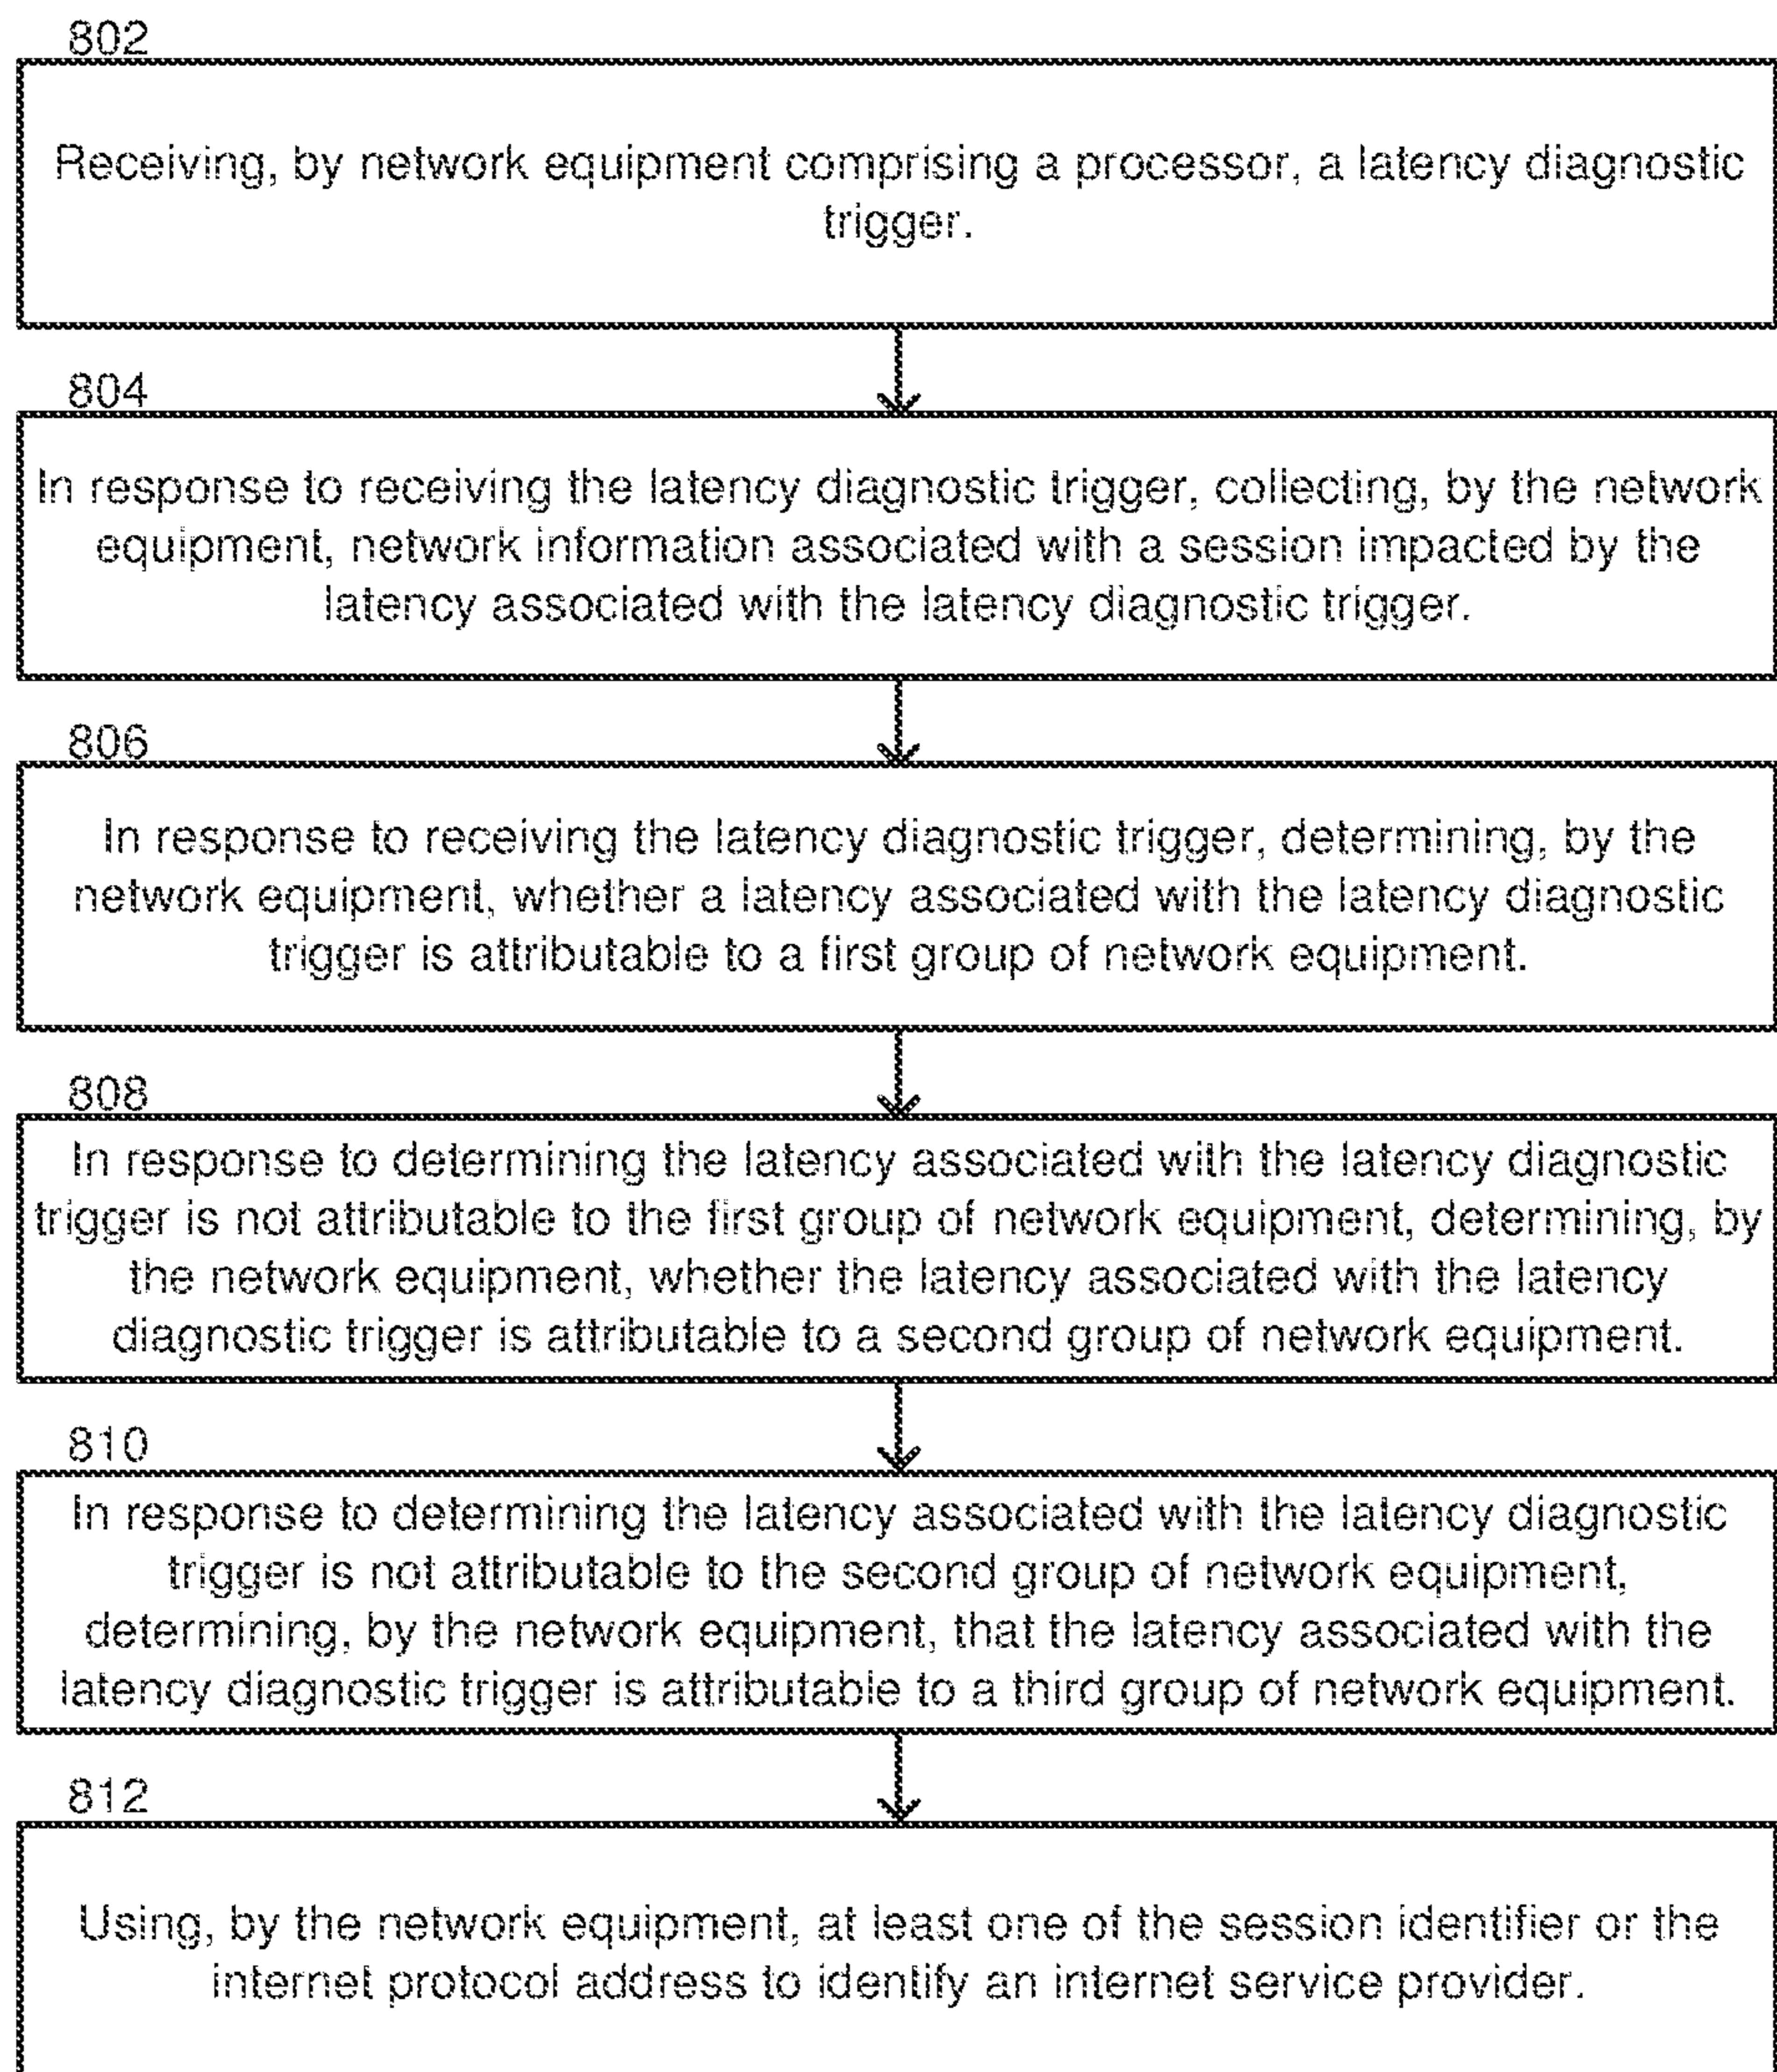 802
Receiving, by network equipment comprising a processor, a latency diagnostic
trigger.
804
In response to receiving the latency diagnostic trigger, collecting, by the network
equipment, network information associated with a session impacted by the
latency associated with the latency diagnostic trigger.
806
In response to receiving the latency diagnostic trigger, determining, by the
network equipment, whether a latency associated with the latency diagnostic
trigger is attributable to a first group of network equipment.
808
In response to determining the latency associated with the latency diagnostic
trigger is not attributable to the first group of network equipment, determining, by
the network equipment, whether the latency associated with the latency
diagnostic trigger is attributable to a second group of network equipment.
810
In response to determining the latency associated with the latency diagnostic
trigger is not attributable to the second group of network equipment,
determining, by the network equipment, that the latency associated with the
latency diagnostic trigger is attributable to a third group of network equipment.
812
Using, by the network equipment, at least one of the session identifier or the
internet protocol address to identify an internet service provider.